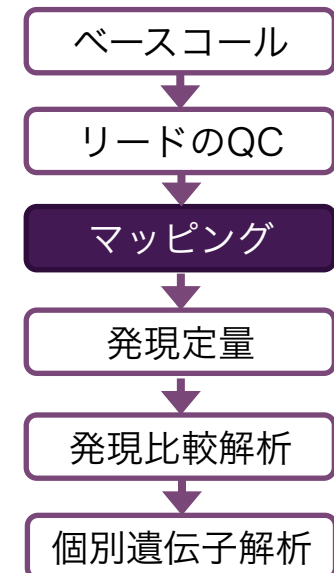 ベースコール
リードのQC
マッピング
発現定量
発現比較解析
個別遺伝子解析